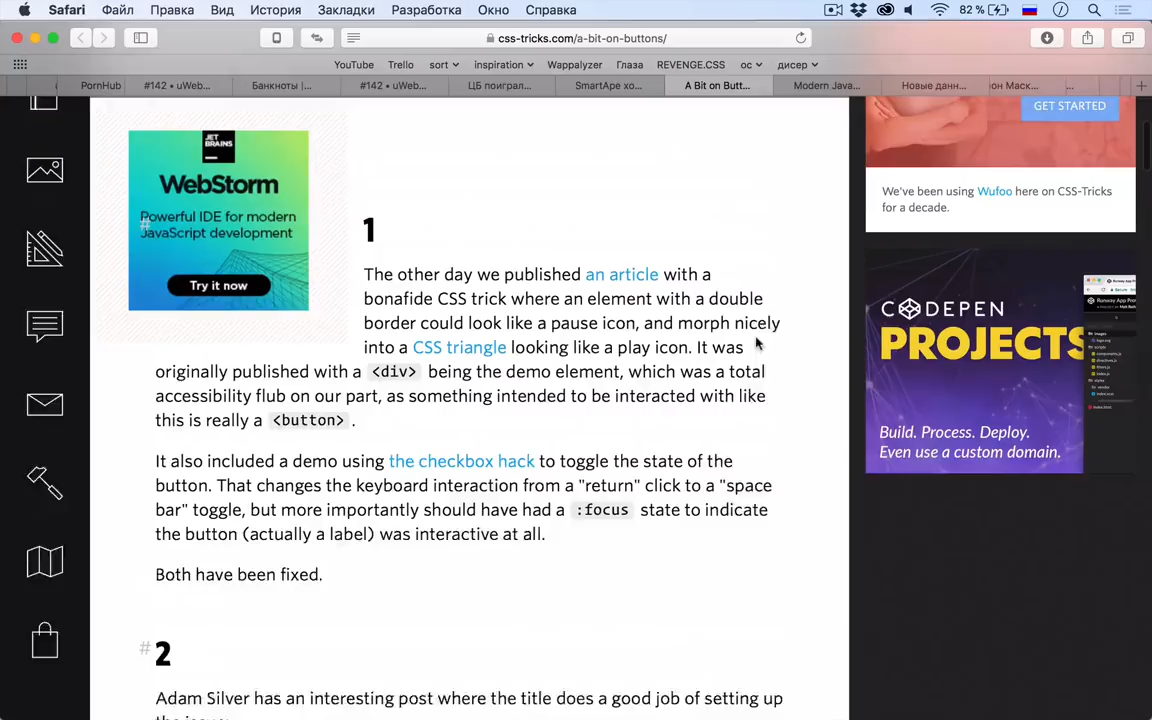 Safari Файл Правка Вид История Закладки Разработка Окно Справка 82 %
css-tricks.com/a-bit-on-buttons/
YouTube Trello sort inspiration Wappalyzer Глаза REVENGE.CSS ос дисер
PornHub #142 • uWeb... Банкноты |... #142 • uWeb... ЦБ поиграл... SmartApe хо... A Bit on Butt... Modern Java... Новые данн... он Маск... ...
JET
BRAINS
WebStorm
Powerful IDE for modern
JavaScript development
Try it now
#
1
The other day we published an article with a
bonafide CSS trick where an element with a double
border could look like a pause icon, and morph nicely
into a CSS triangle looking like a play icon. It was
originally published with a <div> being the demo element, which was a total
accessibility flub on our part, as something intended to be interacted with like
this is really a <button> .
It also included a demo using the checkbox hack to toggle the state of the
button. That changes the keyboard interaction from a "return" click to a "space
bar" toggle, but more importantly should have had a :focus state to indicate
the button (actually a label) was interactive at all.
Both have been fixed.
# 2
Adam Silver has an interesting post where the title does a good job of setting up
GET STARTED
We've been using Wufoo here on CSS-Tricks
for a decade.
CODEPEN
PROJECTS
Build. Process. Deploy.
Even use a custom domain.